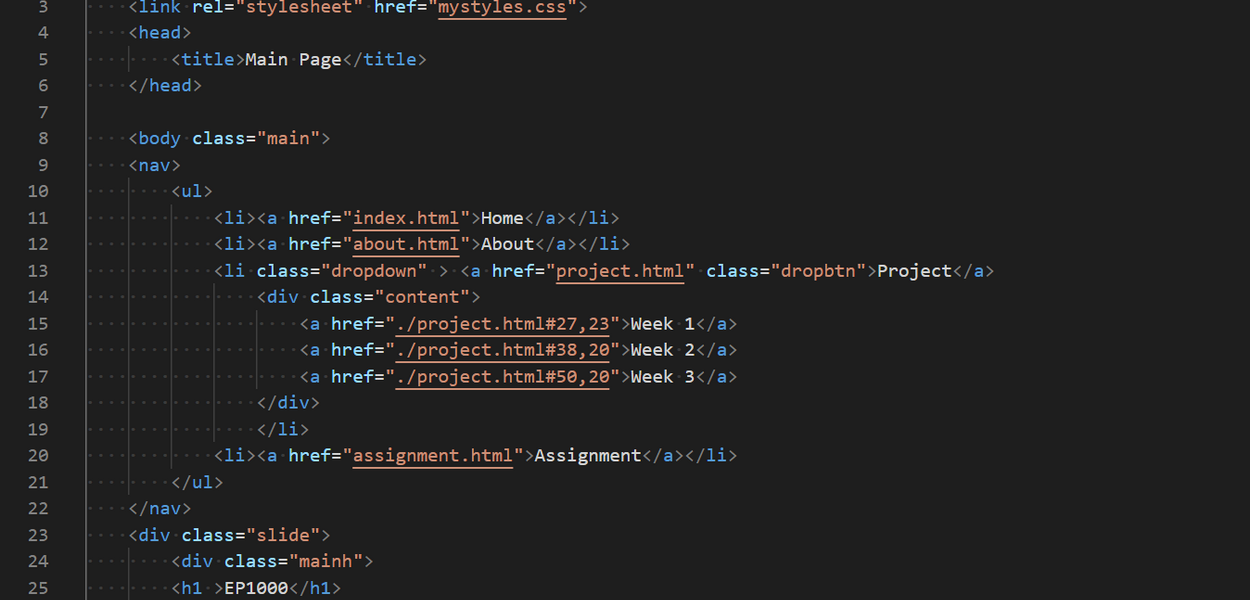 3 <link rel="stylesheet" href="mystyles.css">
4 <head>
5 <title>Main Page</title>
6 </head>
7
8 <body class="main">
9 <nav>
10 <ul>
11 <li><a href="index.html">Home</a></li>
12 <li><a href="about.html">About</a></li>
13 <li class="dropdown" > <a href="project.html" class="dropbtn">Project</a>
14 <div class="content">
15 <a href="./project.html#27,23">Week 1</a>
16 <a href="./project.html#38,20">Week 2</a>
17 <a href="./project.html#50,20">Week 3</a>
18 </div>
19 </li>
20 <li><a href="assignment.html">Assignment</a></li>
21 </ul>
22 </nav>
23 <div class="slide">
24 <div class="mainh">
25 <h1 >EP1000</h1>